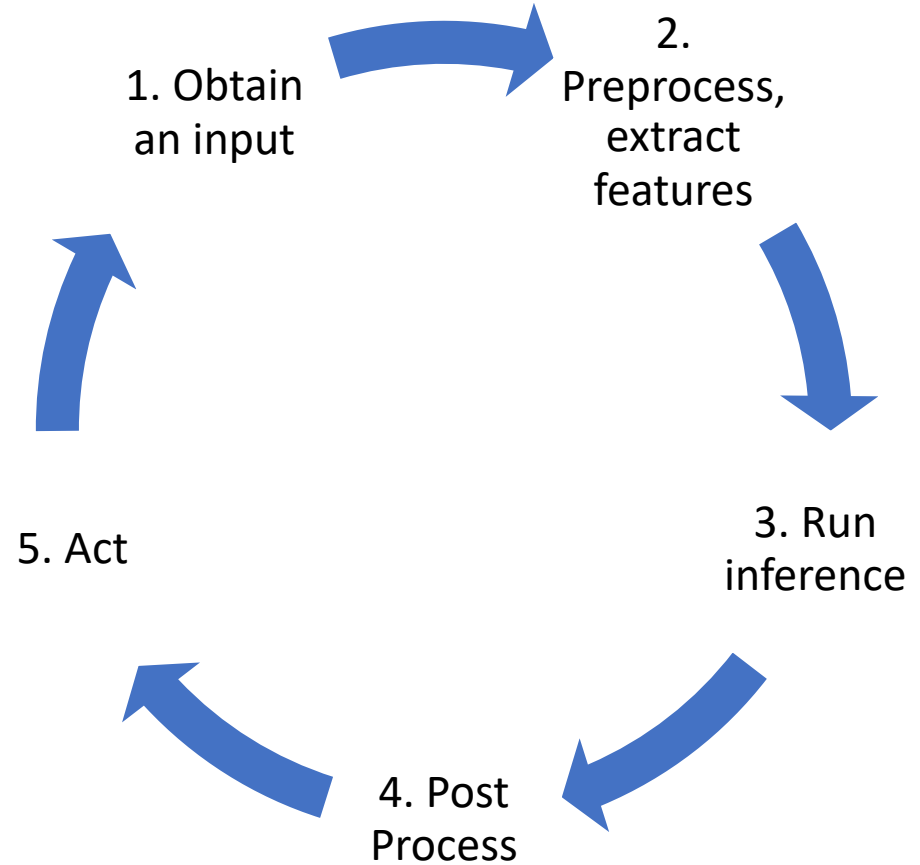 1. Obtain
an input
2.
Preprocess,
extract
features
3. Run
inference
4. Post
Process
5. Act